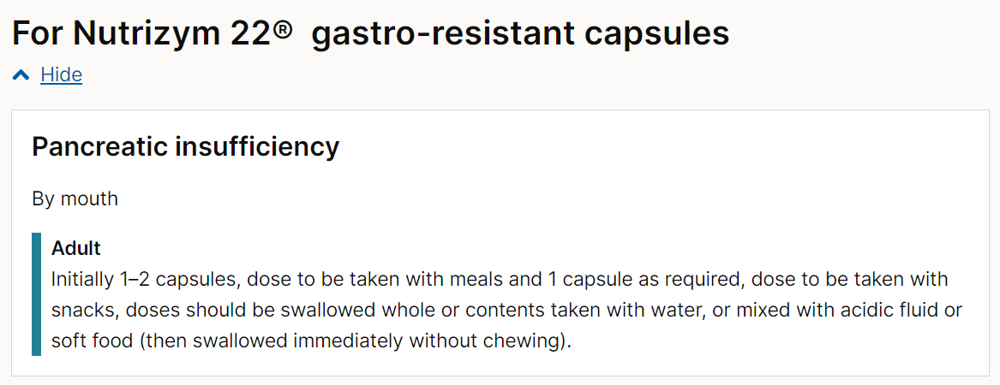 For Nutrizym 22® gastro-resistant capsules
Hide
Pancreatic insufficiency
By mouth
Adult
Initially 1–2 capsules, dose to be taken with meals and 1 capsule as required, dose to be taken with
snacks, doses should be swallowed whole or contents taken with water, or mixed with acidic fluid or
soft food (then swallowed immediately without chewing).